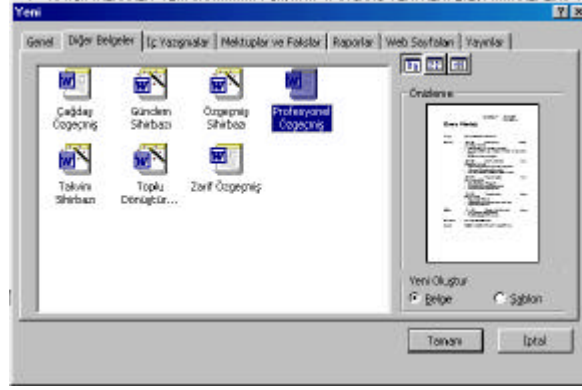 Yeni
Genel Diğer Belgeler İç Yazışmalar Mektuplar ve Fakslar Raporlar Web Sayfaları Yayınlar
Çağdaş Özgeçmiş
Gündem Sihirbazı
Özgeçmiş Sihirbazı
Profesyonel Özgeçmiş
Takvim Sihirbazı
Toplu Dönüştür...
Zarif Özgeçmiş
Önizleme
Yeni Oluştur
Belge
Şablon
Tamam
İptal